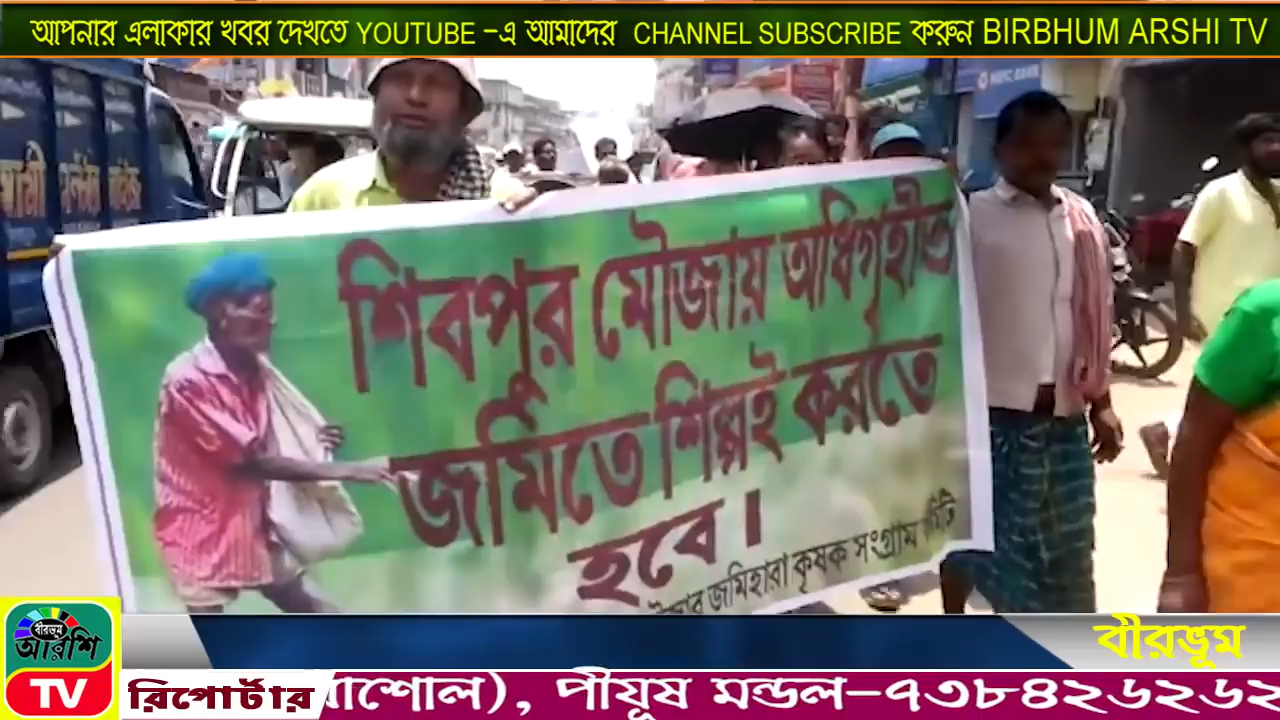 আপনার এলাকার খবর দেখতে YOUTUBE -এ আমাদের CHANNEL SUBSCRIBE করুন BIRBHUM ARSHI TV
শিবপুর মৌজায় অধিগৃহীত
জমিতে শিল্পই করতে
হবে।
জমিহারা কৃষক সংগ্রাম কমিটি
বীরভূম
বীরভূম
আরশি
TV
রিপোর্টার
াশোল), পীযূষ মন্ডল-৭৩৮৪২৬২৬২